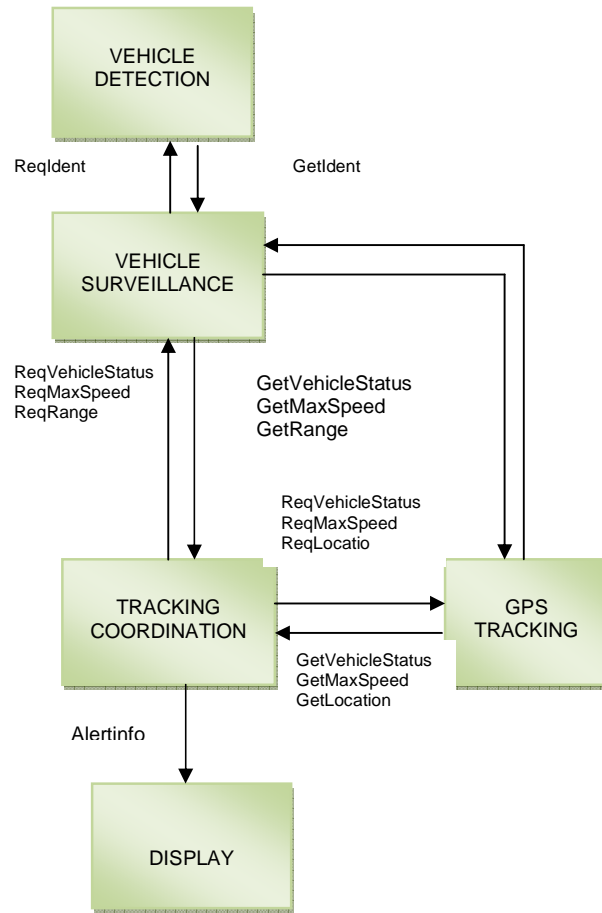 VEHICLE
DETECTION
ReqIdent
GetIdent
VEHICLE
SURVEILLANCE
ReqVehicleStatus
ReqMaxSpeed
ReqRange
GetVehicleStatus
GetMaxSpeed
GetRange
ReqVehicleStatus
ReqMaxSpeed
ReqLocatio
TRACKING
COORDINATION
GPS
TRACKING
GetVehicleStatus
GetMaxSpeed
GetLocation
Alertinfo
DISPLAY